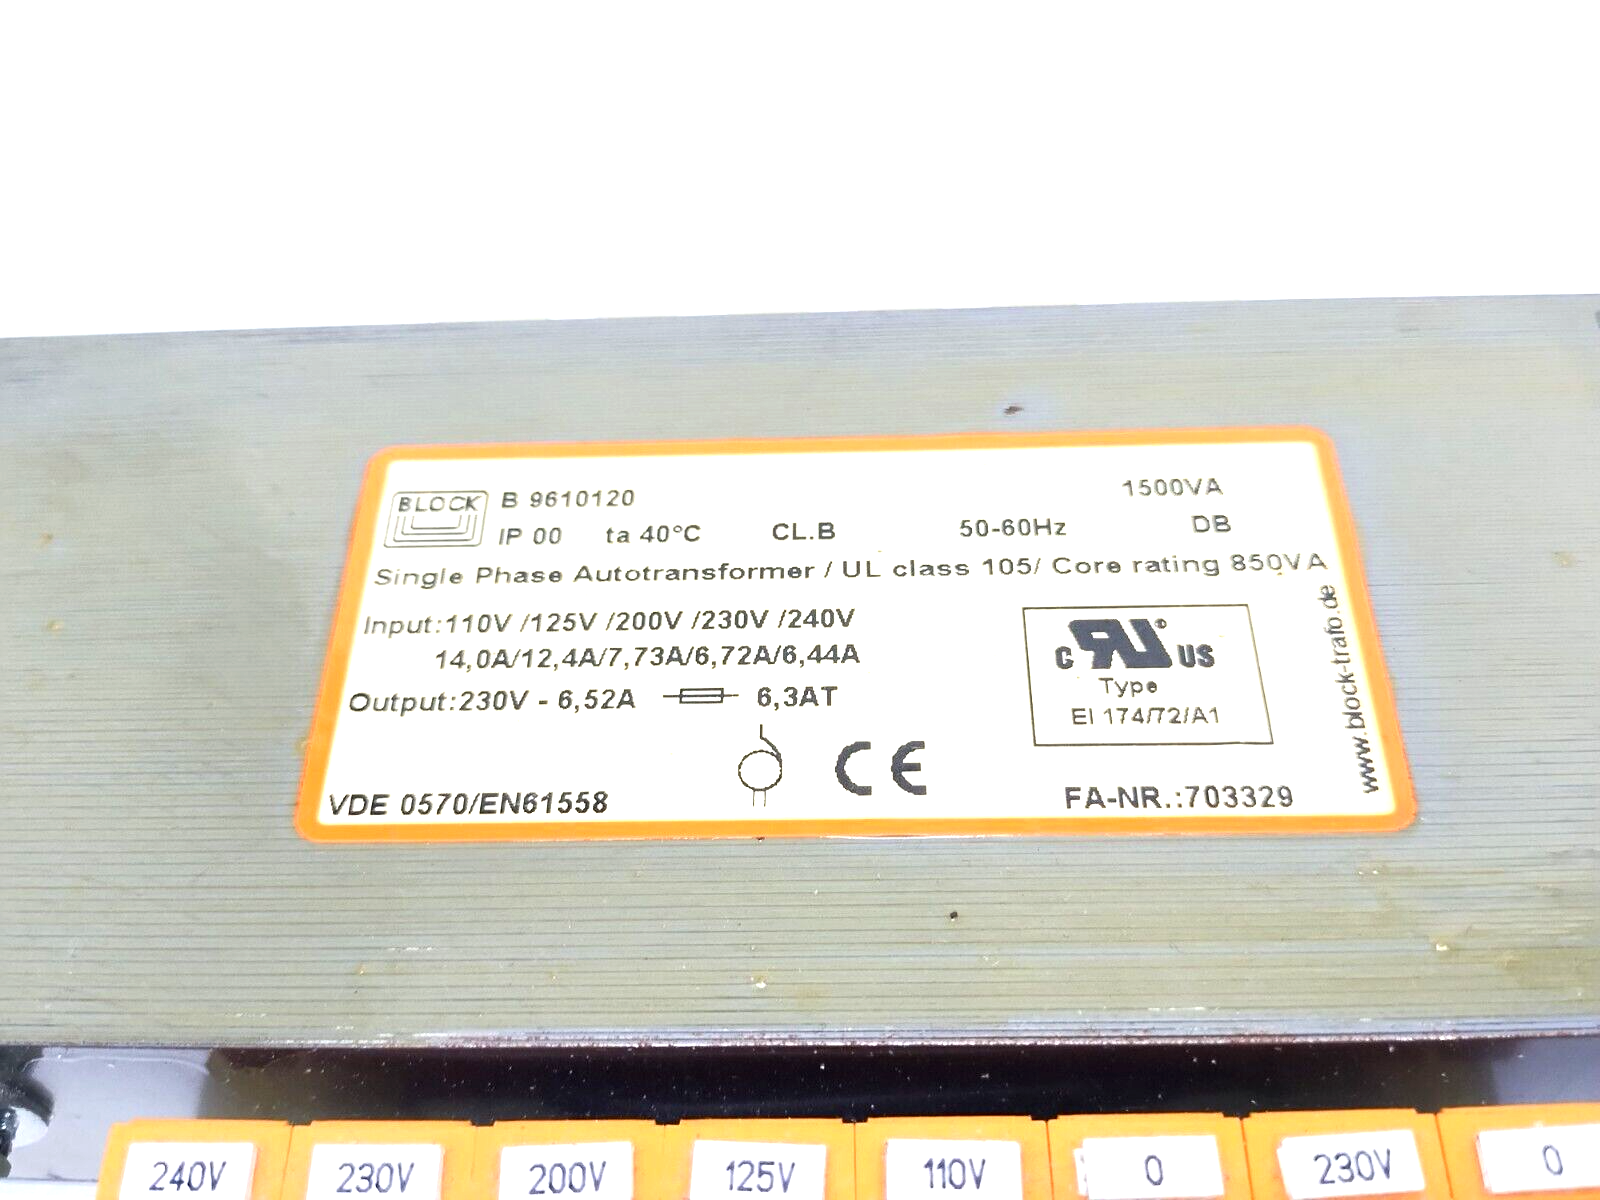 BLOCK B 9610120 1500VA
IP 00 ta 40°C CL.B 50-60Hz DB
Single Phase Autotransformer / UL class 105/ Core rating 850VA
Input:110V /125V /200V /230V /240V
14,0A/12,4A/7,73A/6,72A/6,44A
Output:230V - 6,52A 6,3AT
C RU US
Type
EI 174/72/A1
VDE 0570/EN61558 CE FA-NR.:703329
www.block-trafo.de
240V 230V 200V 125V 110V 0 230V 0